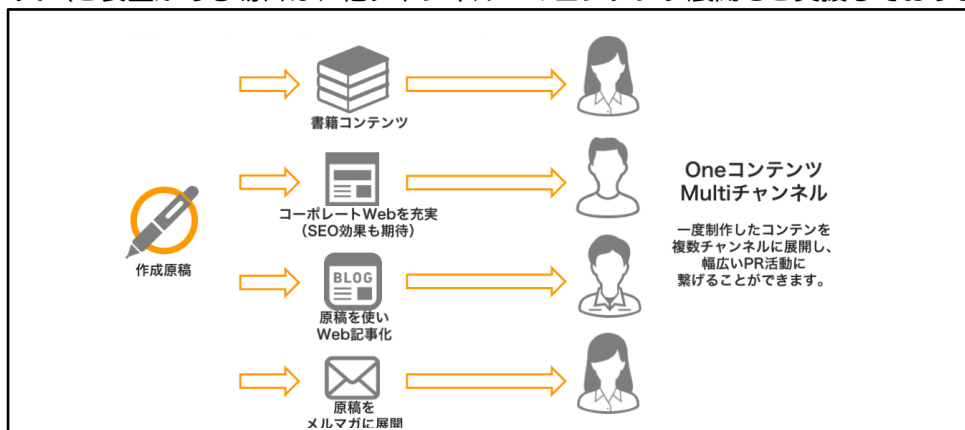 書籍コンテンツ
コーポレートWebを充実
（SEO効果も期待）
作成原稿
BLOG
原稿を使い
Web記事化
原稿を
メルマガに展開
Oneコンテンツ
Multiチャンネル
一度制作したコンテンを
複数チャンネルに展開し、
幅広いPR活動に
繋げることができます。